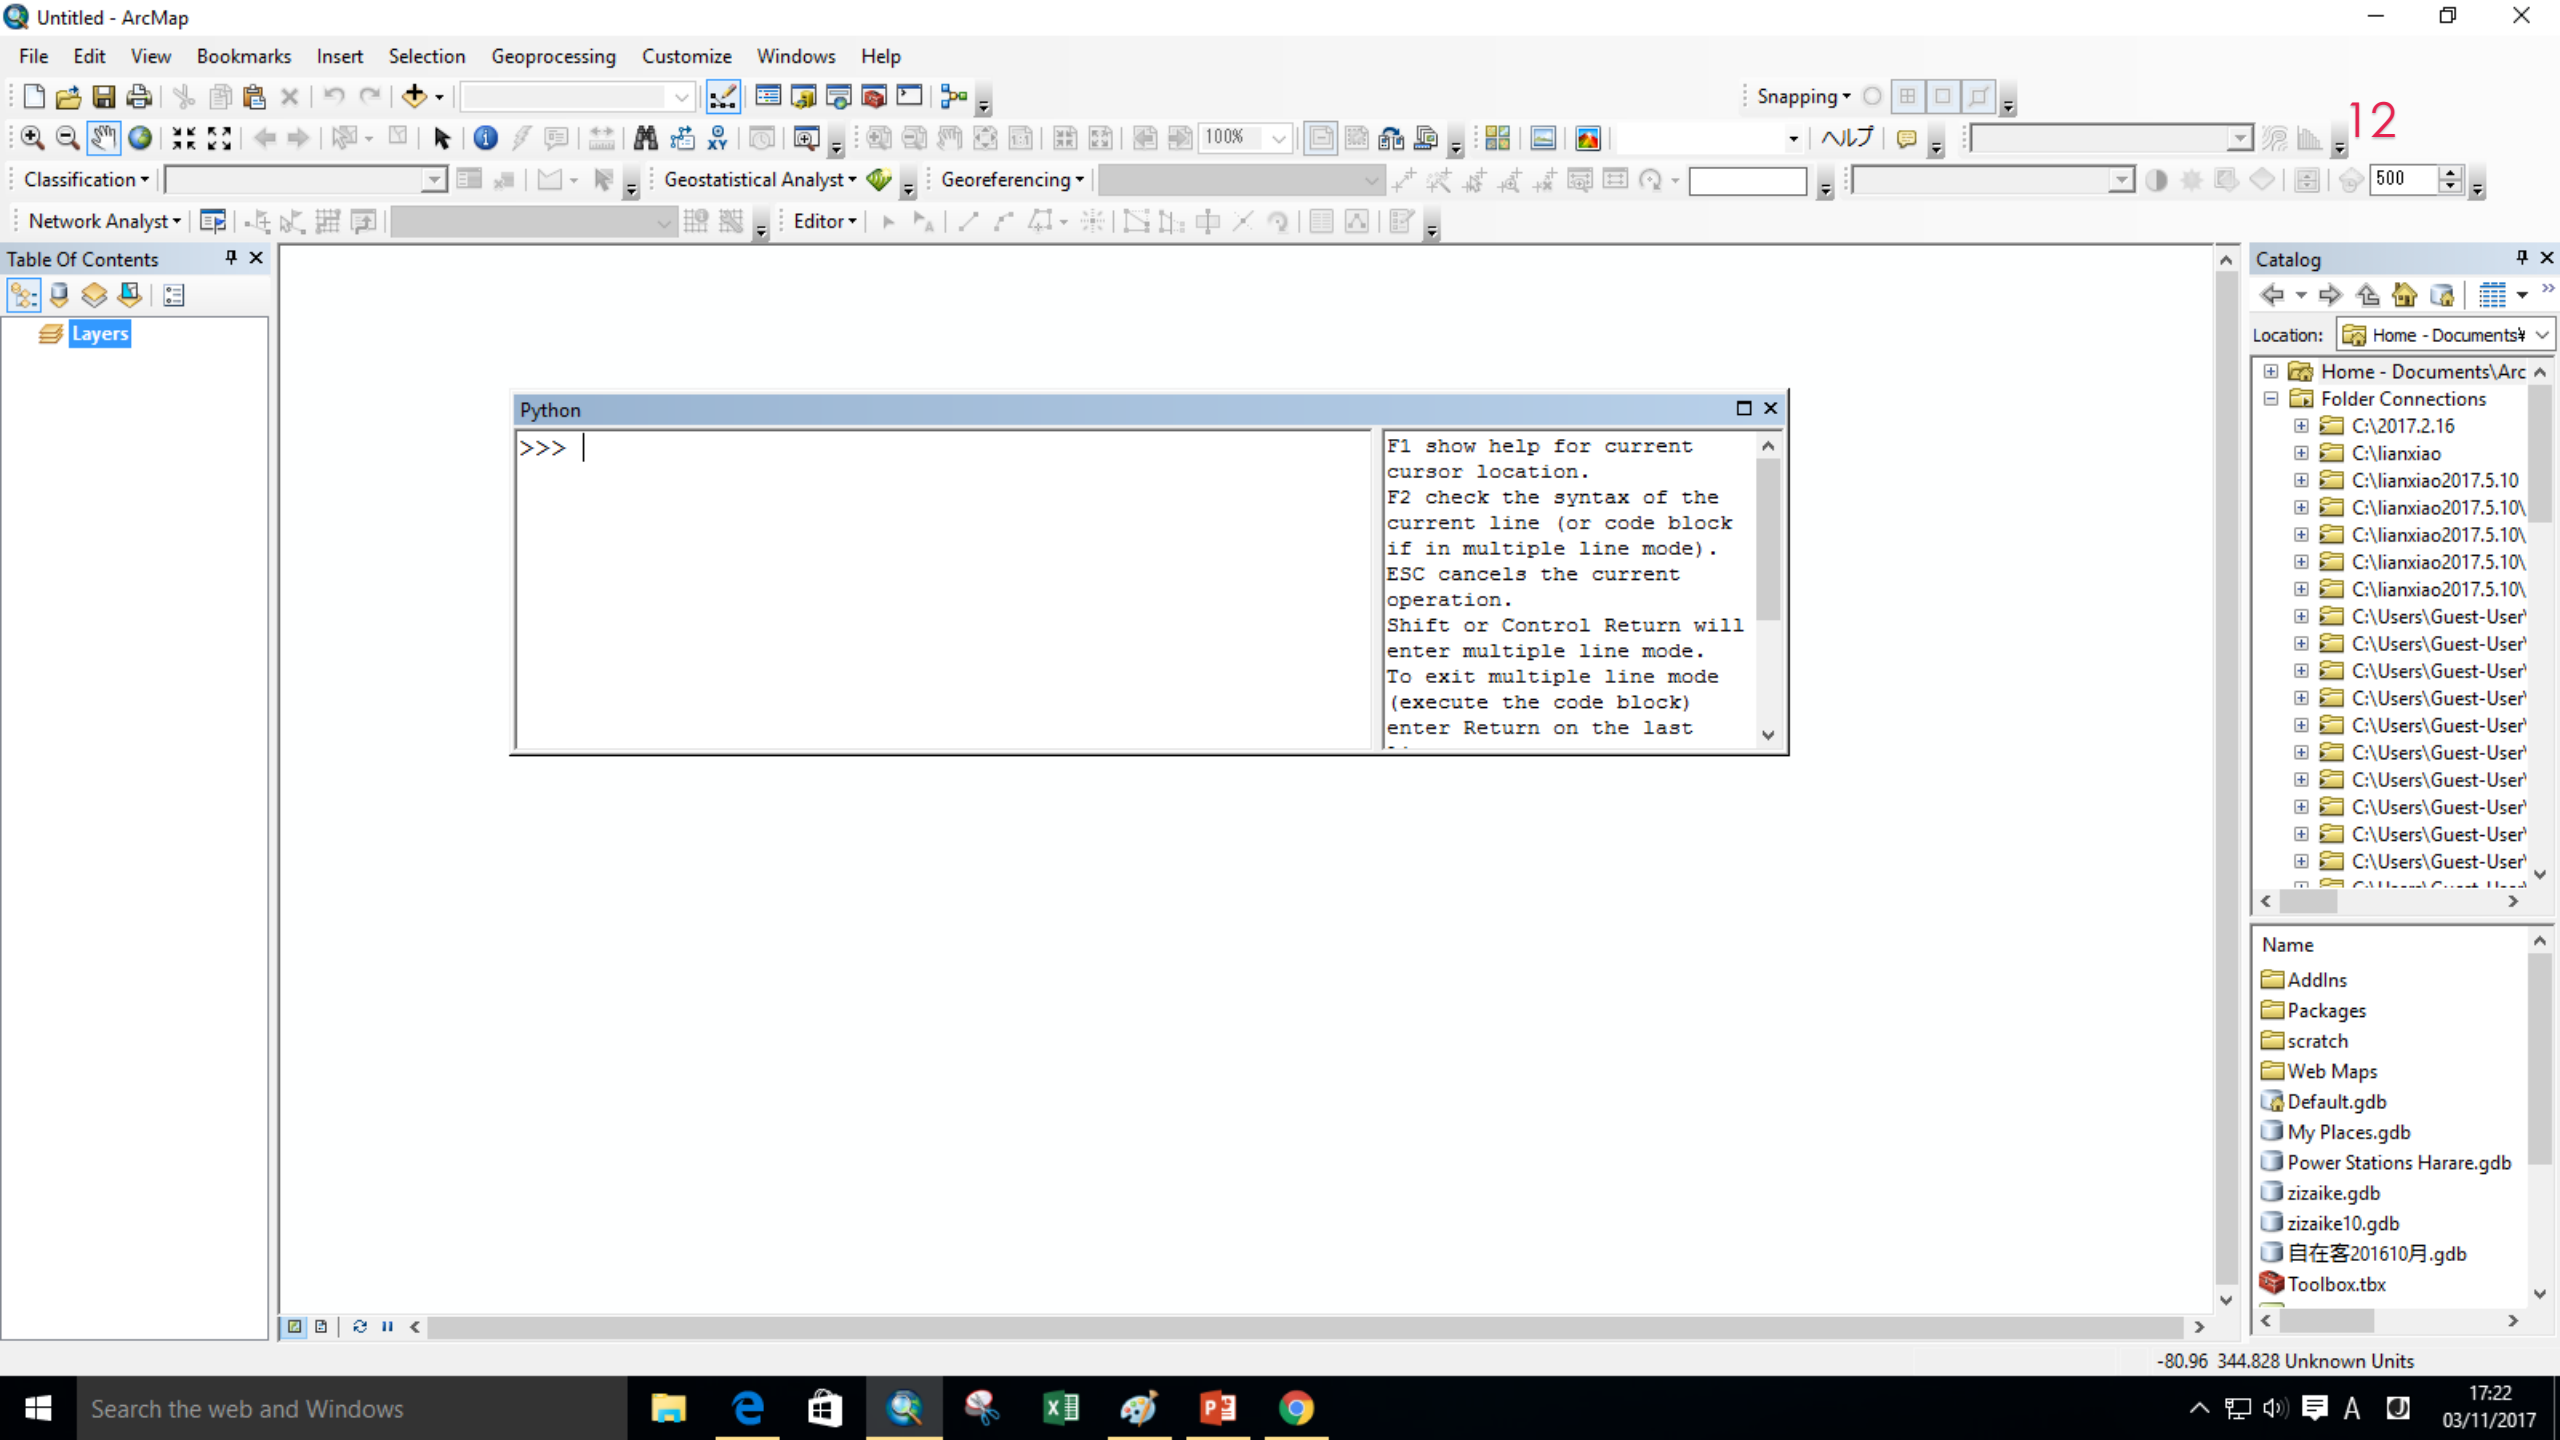 Untitled - ArcMap
File Edit View Bookmarks Insert Selection Geoprocessing Customize Windows Help
Snapping
12
100%
ヘルプ
Classification
Geostatistical Analyst
Georeferencing
500
Network Analyst
Editor
Table Of Contents
Layers
Python
>>>
F1 show help for current
cursor location.
F2 check the syntax of the
current line (or code block
if in multiple line mode).
ESC cancels the current
operation.
Shift or Control Return will
enter multiple line mode.
To exit multiple line mode
(execute the code block)
enter Return on the last
Catalog
Location: Home - Documents¥
Home - Documents\Arc
Folder Connections
C:\2017.2.16
C:\lianxiao
C:\lianxiao2017.5.10
C:\lianxiao2017.5.10\
C:\lianxiao2017.5.10\
C:\lianxiao2017.5.10\
C:\lianxiao2017.5.10\
C:\Users\Guest-User\
C:\Users\Guest-User\
C:\Users\Guest-User\
C:\Users\Guest-User\
C:\Users\Guest-User\
C:\Users\Guest-User\
C:\Users\Guest-User\
C:\Users\Guest-User\
C:\Users\Guest-User\
C:\Users\Guest-User\
Name
AddIns
Packages
scratch
Web Maps
Default.gdb
My Places.gdb
Power Stations Harare.gdb
zizaike.gdb
zizaike10.gdb
自在客201610月.gdb
Toolbox.tbx
-80.96 344.828 Unknown Units
Search the web and Windows
A
17:22
03/11/2017